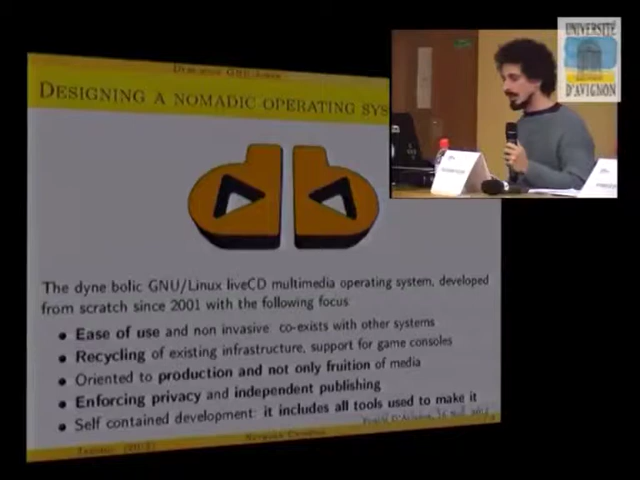 Dynebolic GNU/Linux
DESIGNING A NOMADIC OPERATING SYS
The dyne bolic GNU/Linux liveCD multimedia operating system, developed
from scratch since 2001 with the following focus
• Ease of use and non invasive co-exists with other systems
• Recycling of existing infrastructure, support for game consoles
• Oriented to production and not only fruition of media
• Enforcing privacy and independent publishing
• Self contained development: it includes all tools used to make it
UNIVERSITÉ
D'AVIGNON